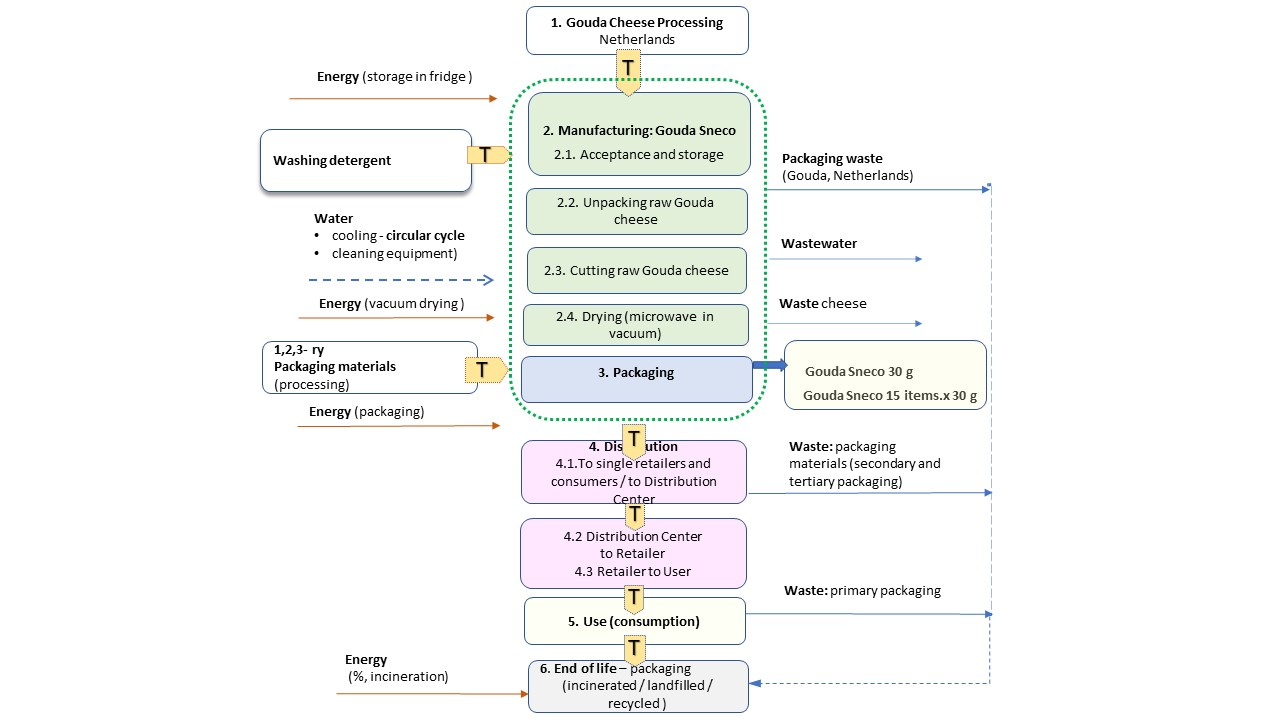 1. Gouda Cheese Processing
Netherlands
T
Energy (storage in fridge )
2. Manufacturing: Gouda Sneco
2.1. Acceptance and storage
Washing detergent
T
Packaging waste
(Gouda, Netherlands)
2.2. Unpacking raw Gouda
cheese
Water
• cooling - circular cycle
• cleaning equipment)
Wastewater
2.3. Cutting raw Gouda cheese
Energy (vacuum drying )
Waste cheese
2.4. Drying (microwave in
vacuum)
1,2,3- ry
Packaging materials
(processing)
T
3. Packaging
Gouda Sneco 30 g
Gouda Sneco 15 items.x 30 g
Energy (packaging)
T
4. Dis ution
4.1.To single retailers and
consumers / to Distribution
Center
Waste: packaging
materials (secondary and
tertiary packaging)
T
4.2 Distribution Center
to Retailer
4.3 Retailer to User
T
Waste: primary packaging
5. Use (consumption)
T
Energy
(%, incineration)
6. End of life – packaging
(incinerated / landfilled /
recycled )